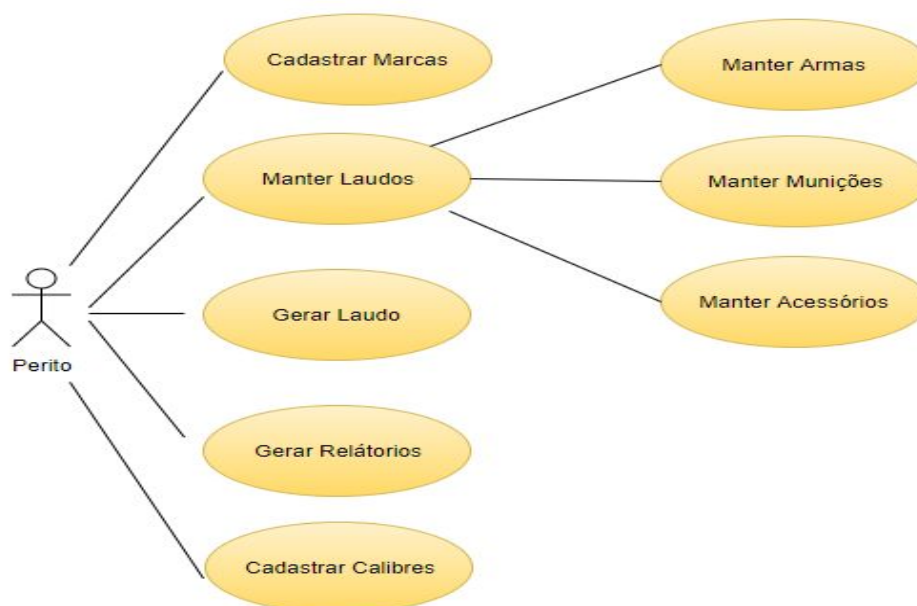 Cadastrar Marcas
Manter Armas
Manter Laudos
Manter Munições
Gerar Laudo
Manter Acessórios
Perito
Gerar Relátorios
Cadastrar Calibres